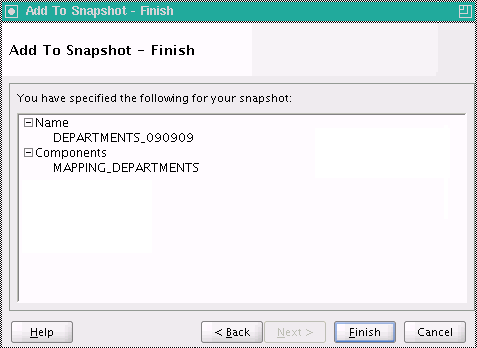 Add To Snapshot - Finish
Add To Snapshot - Finish
You have specified the following for your snapshot:
Name
DEPARTMENTS_090909
Components
MAPPING_DEPARTMENTS
Help
< Back
Next >
Finish
Cancel